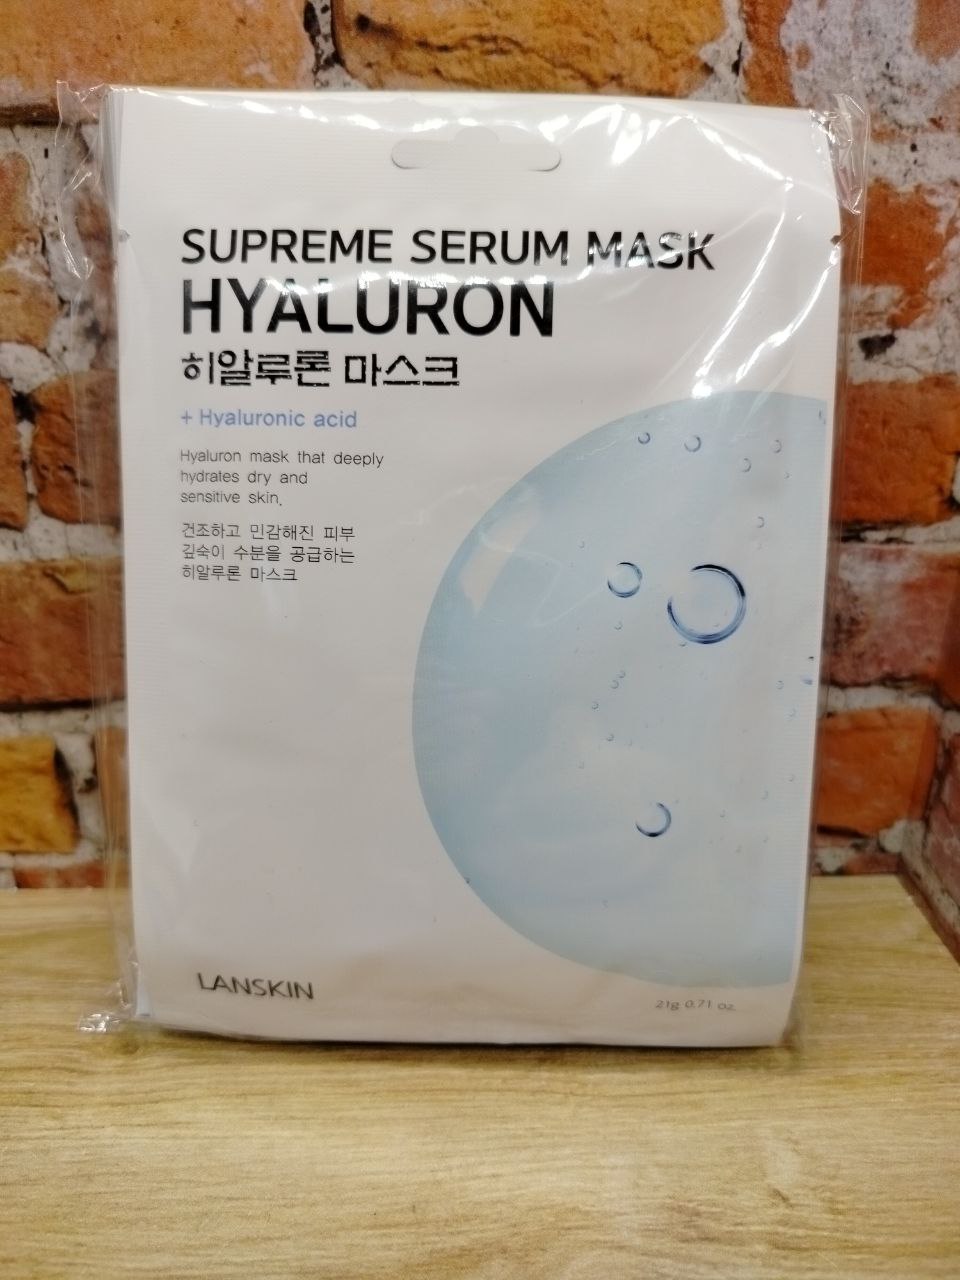 SUPREME SERUM MASK
HYALURON
히알루론 마스크
+ Hyaluronic acid
Hyaluron mask that deeply
hydrates dry and
sensitive skin.
건조하고 민감해진 피부
깊숙이 수분을 공급하는
히알루론 마스크
LANSKIN
21g 0.71 oz.